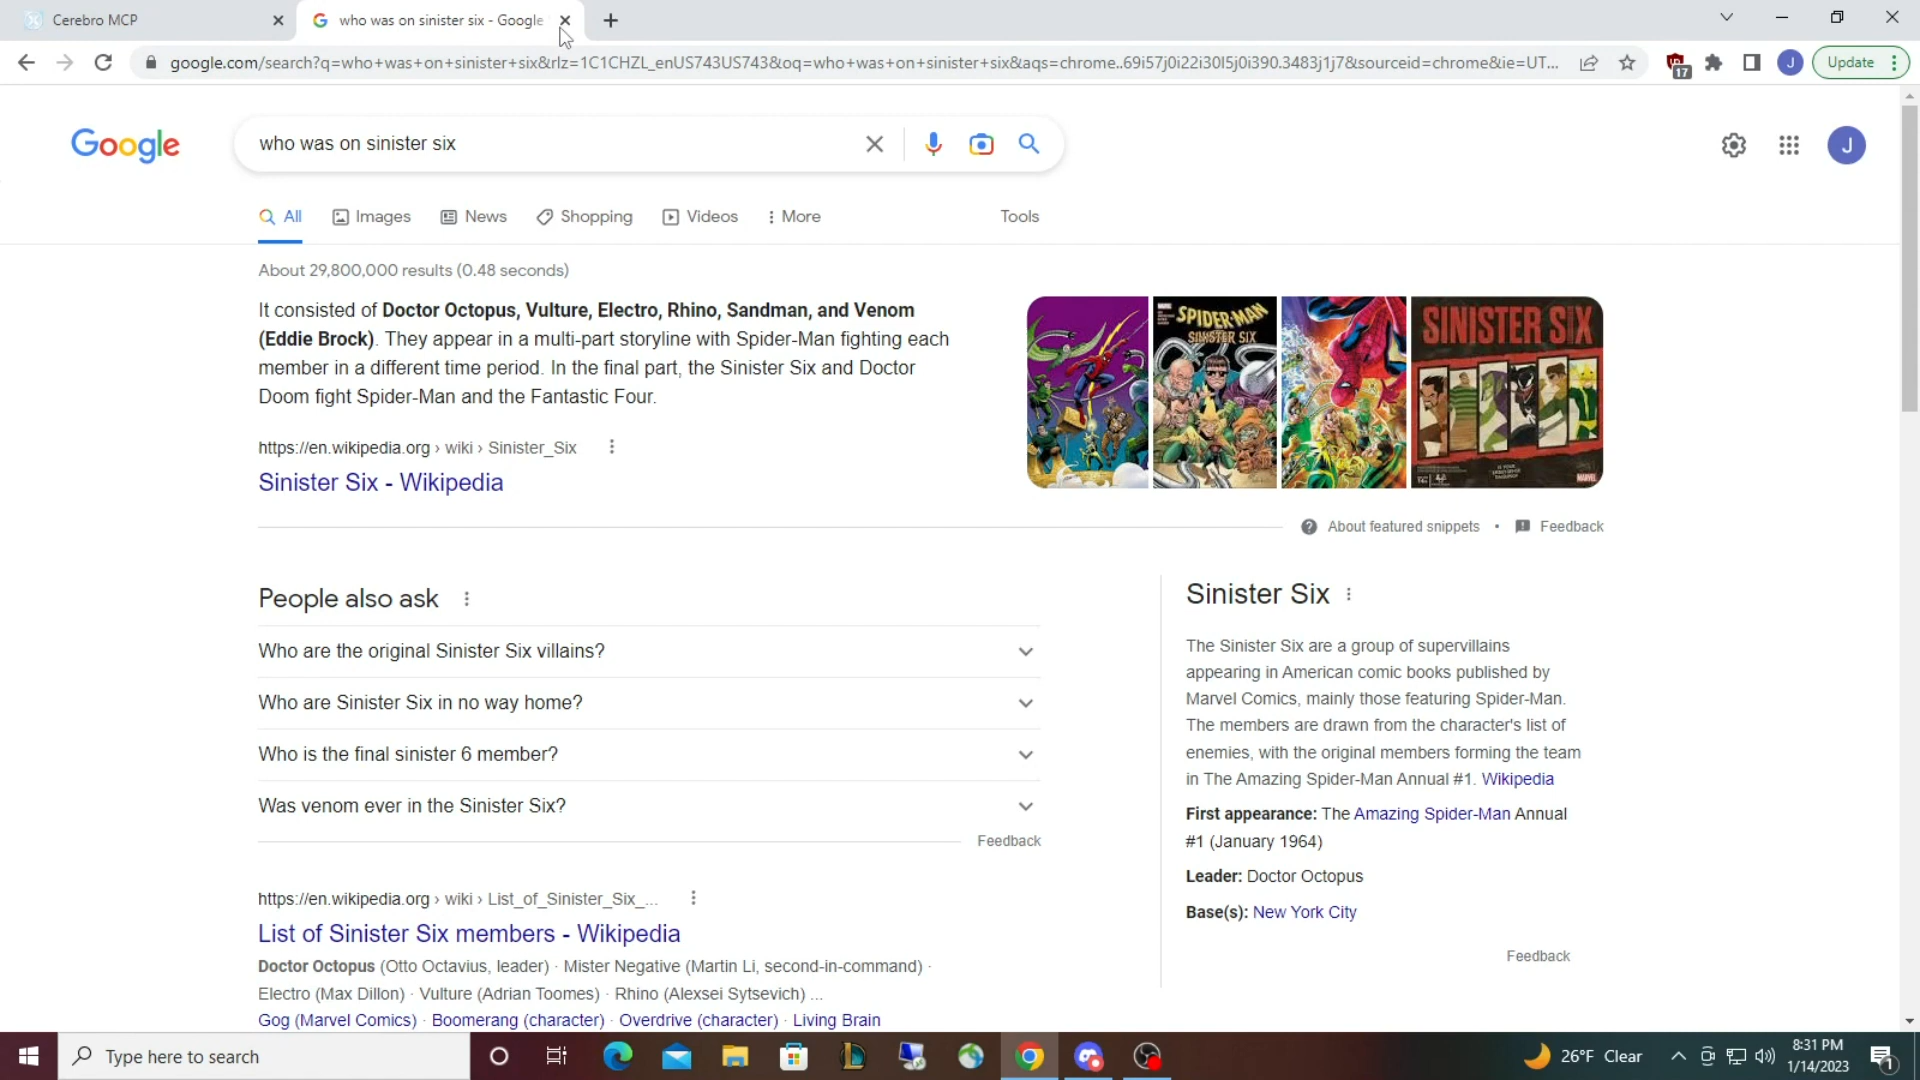 Cerebro MCP
who was on sinister six - Google
google.com/search?q=who+was+on+sinister+six&rlz=1C1CHZL_enUS743US743&oq=who+was+on+sinister+six&aqs=chrome..69i57j0i22i30l5j0i390.3483j1j7&sourceid=chrome&ie=UT...
17
J
Update
Google
who was on sinister six
J
All
Images
News
Shopping
Videos
More
Tools
About 29,800,000 results (0.48 seconds)
It consisted of Doctor Octopus, Vulture, Electro, Rhino, Sandman, and Venom
(Eddie Brock). They appear in a multi-part storyline with Spider-Man fighting each
member in a different time period. In the final part, the Sinister Six and Doctor
Doom fight Spider-Man and the Fantastic Four.
SPIDER-MAN
SINISTER SIX
SINISTER SIX
MARVEL
https://en.wikipedia.org › wiki › Sinister_Six
Sinister Six - Wikipedia
About featured snippets • Feedback
People also ask
Who are the original Sinister Six villains?
Who are Sinister Six in no way home?
Who is the final sinister 6 member?
Was venom ever in the Sinister Six?
Feedback
https://en.wikipedia.org › wiki › List_of_Sinister_Six_...
List of Sinister Six members - Wikipedia
Doctor Octopus (Otto Octavius, leader) · Mister Negative (Martin Li, second-in-command) ·
Electro (Max Dillon) · Vulture (Adrian Toomes) · Rhino (Alexsei Sytsevich) ...
Gog (Marvel Comics) · Boomerang (character) · Overdrive (character) · Living Brain
Sinister Six
The Sinister Six are a group of supervillains
appearing in American comic books published by
Marvel Comics, mainly those featuring Spider-Man.
The members are drawn from the character's list of
enemies, with the original members forming the team
in The Amazing Spider-Man Annual #1. Wikipedia
First appearance: The Amazing Spider-Man Annual
#1 (January 1964)
Leader: Doctor Octopus
Base(s): New York City
Feedback
Type here to search
26°F Clear
8:31 PM
1/14/2023
1